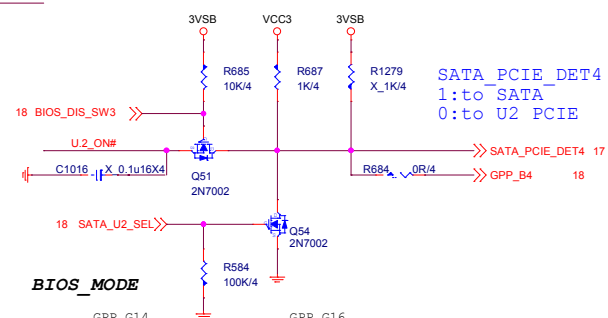 3VSB VCC3 3VSB
R685
10K/4
R687
1K/4
R1279
X_1K/4
SATA_PCIE_DET4
1:to SATA
0:to U2 PCIE
18 BIOS_DIS_SW3
U.2_ON#
SATA_PCIE_DET4 17
C1016 X_0.1u16X4
Q51
2N7002
R684 0R/4
GPP_B4 18
18 SATA_U2_SEL
Q54
2N7002
R584
100K/4
BIOS_MODE
GPP_G14 GPP_G16